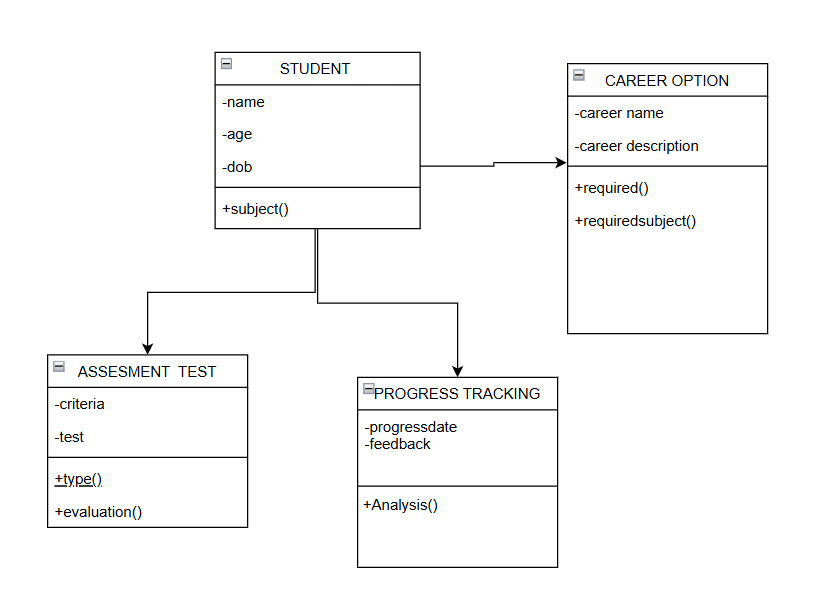 STUDENT
-name
-age
-dob
+subject()
CAREER OPTION
-career name
-career description
+required()
+requiredsubject()
ASSESMENT  TEST
-criteria
-test
+type()
+evaluation()
PROGRESS TRACKING
-progressdate
-feedback
+Analysis()